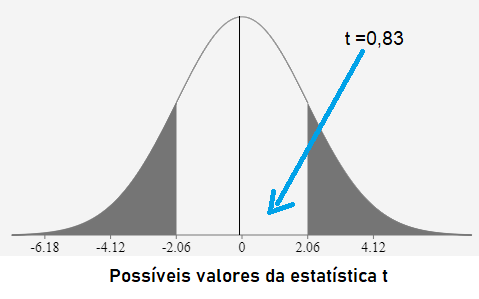 t =0,83
-6.18 -4.12 -2.06 0 2.06 4.12
Possíveis valores da estatística t